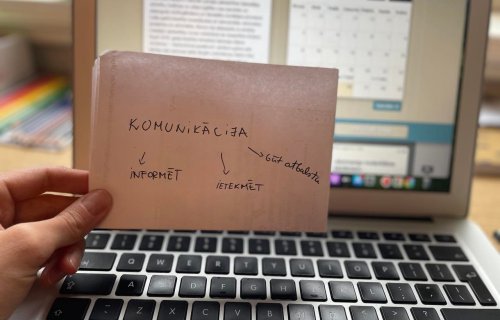 KOMUNIKĀCIJA
INFORMĒT
IETEKMĒT
Gūt atbalstu